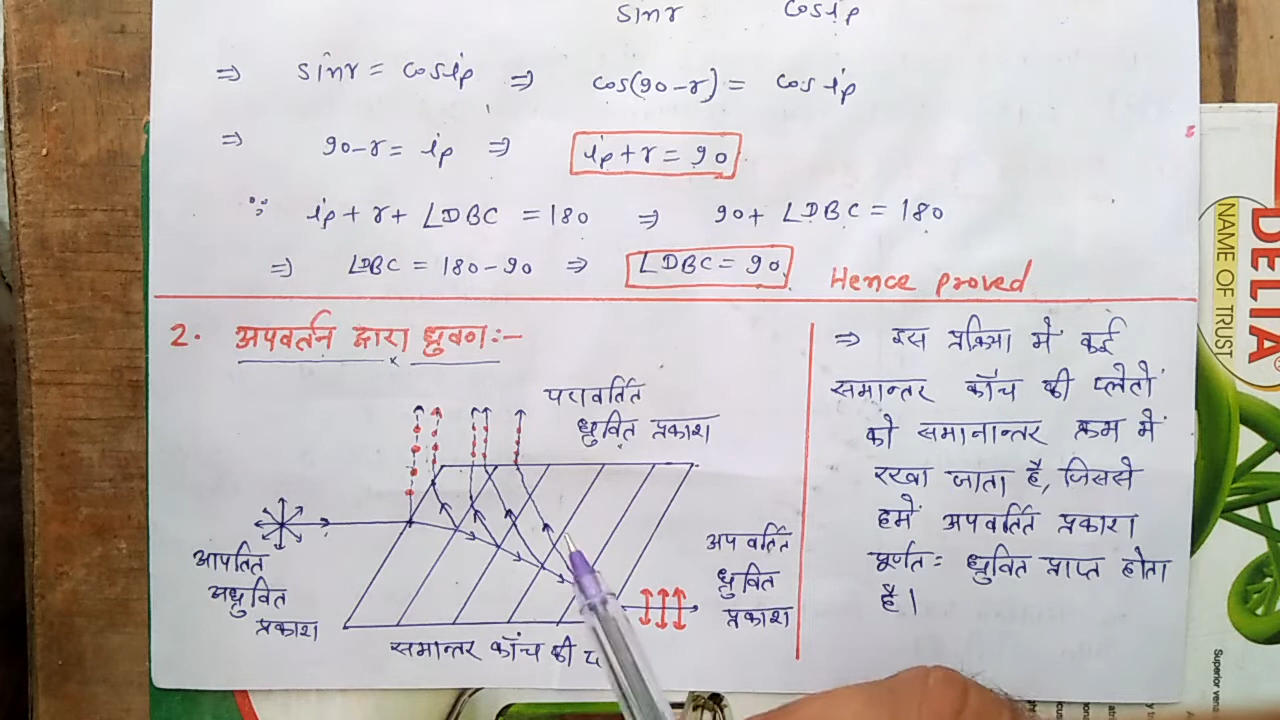 sinr cosip
⇒ sinr = cosip ⇒ cos(90-r) = cos ip
⇒ 90-r = ip ⇒ ip+r = 90
∵ ip + r + ∠DBC = 180 ⇒ 90 + ∠DBC = 180
⇒ ∠DBC = 180-90 ⇒ ∠DBC = 90 Hence proved
2. अपवर्तन द्वारा ध्रुवण:-
परावर्तित
ध्रुवित प्रकाश
आपतित
अध्रुवित
प्रकाश
अपवर्तित
ध्रुवित
प्रकाश
समान्तर काँच की
⇒ इस प्रक्रिया में कई
समान्तर काँच की प्लेतों
को समानान्तर क्रम में
रखा जाता है, जिससे
हमें अपवर्तित प्रकाश
पूर्णत: ध्रुवित प्राप्त होता
है।
DELTA
NAME OF TRUST